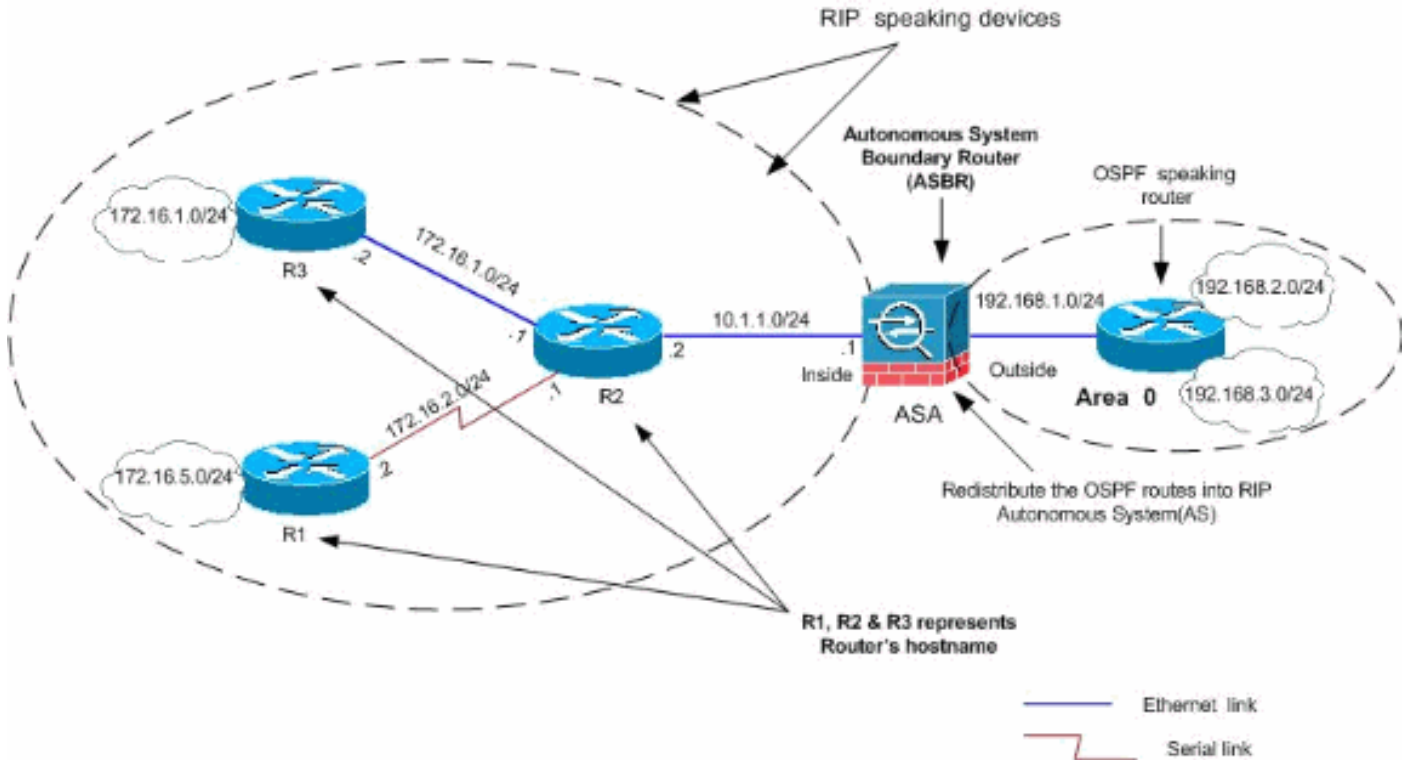 RIP speaking devices
Autonomous System
Boundary Router
(ASBR)
OSPF speaking
router
172.16.1.0/24
R3
.2
172.16.1.0/24
.1
R2
.2
10.1.1.0/24
.1
Inside
ASA
Outside
192.168.1.0/24
192.168.2.0/24
192.168.3.0/24
Area 0
172.16.2.0/24
.1
.2
172.16.5.0/24
R1
Redistribute the OSPF routes into RIP
Autonomous System(AS)
R1, R2 & R3 represents
Router's hostname
Ethernet link
Serial link